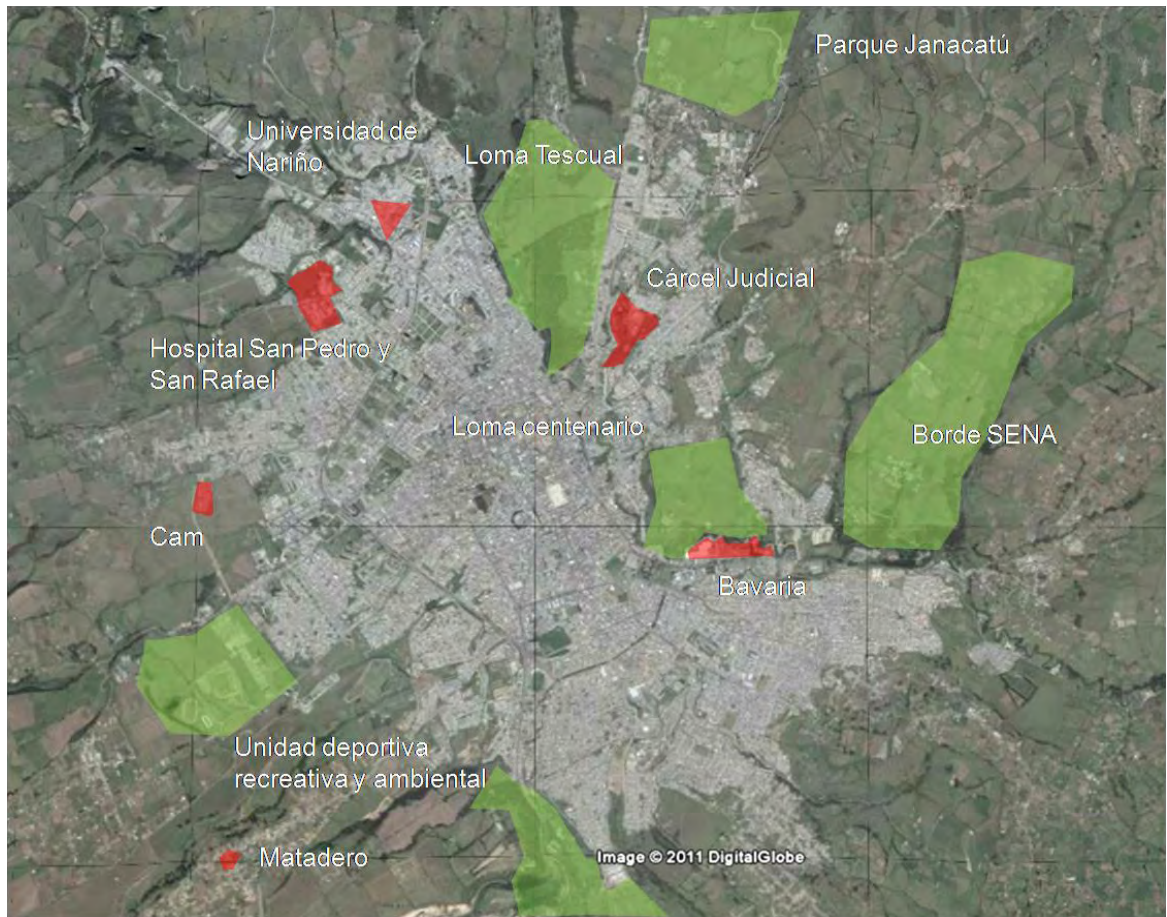 Parque Janacatú
Universidad de
Nariño
Loma Tescual
Cárcel Judicial
Hospital San Pedro y
San Rafael
Loma centenario
Borde SENA
Cam
Bavaria
Unidad deportiva
recreativa y ambiental
Matadero
Image © 2011 DigitalGlobe